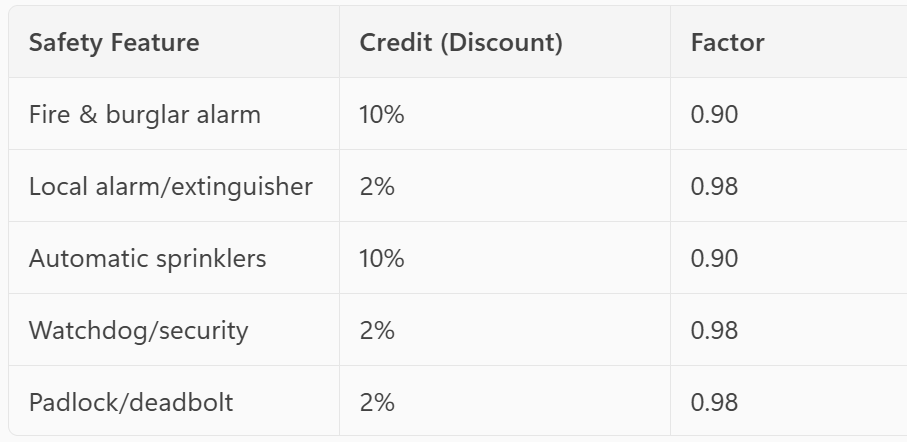 Safety Feature Credit (Discount) Factor
Fire & burglar alarm 10% 0.90
Local alarm/extinguisher 2% 0.98
Automatic sprinklers 10% 0.90
Watchdog/security 2% 0.98
Padlock/deadbolt 2% 0.98